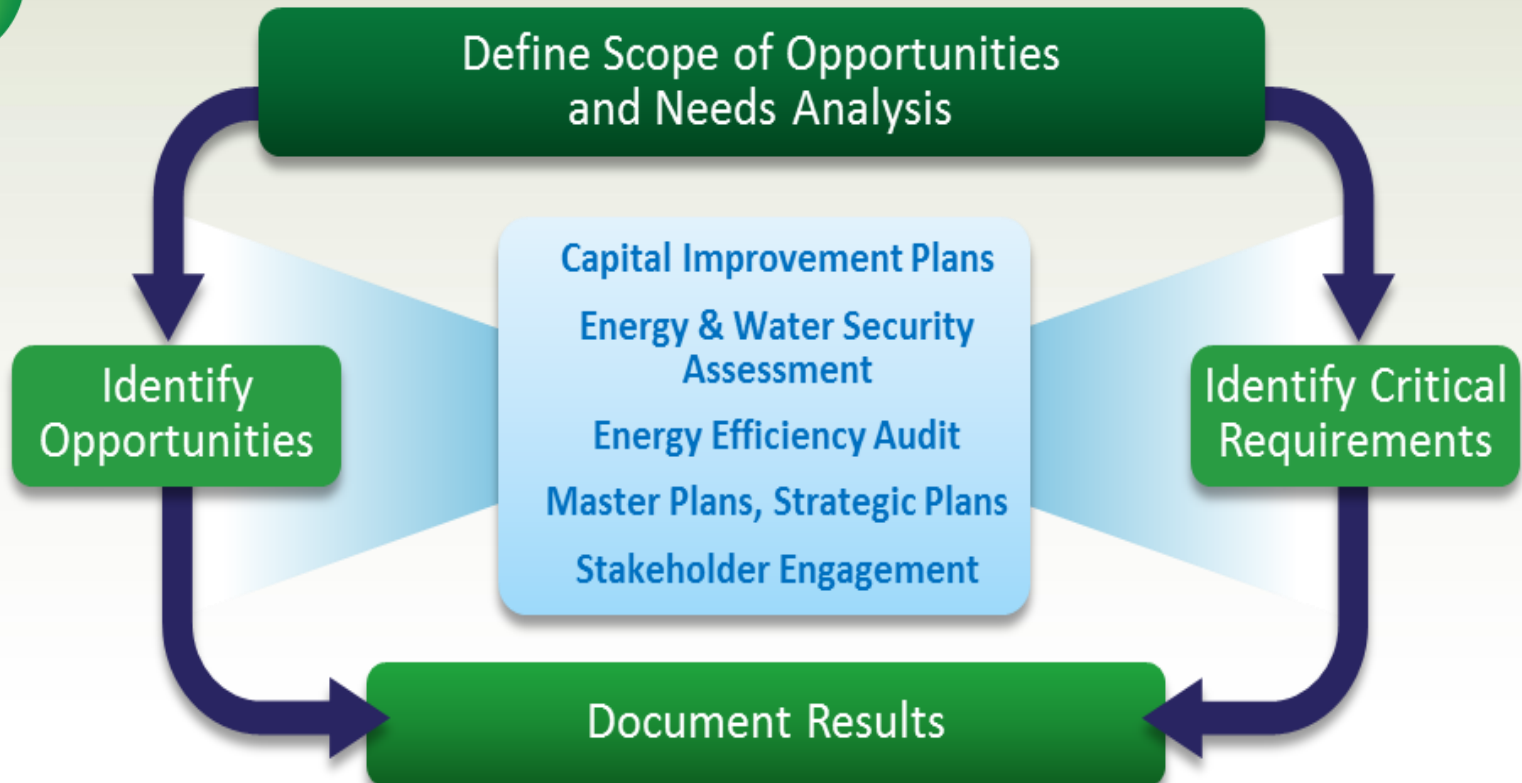 Define Scope of Opportunities
and Needs Analysis
Capital Improvement Plans
Energy & Water Security
Assessment
Energy Efficiency Audit
Master Plans, Strategic Plans
Stakeholder Engagement
Identify
Opportunities
Identify Critical
Requirements
Document Results